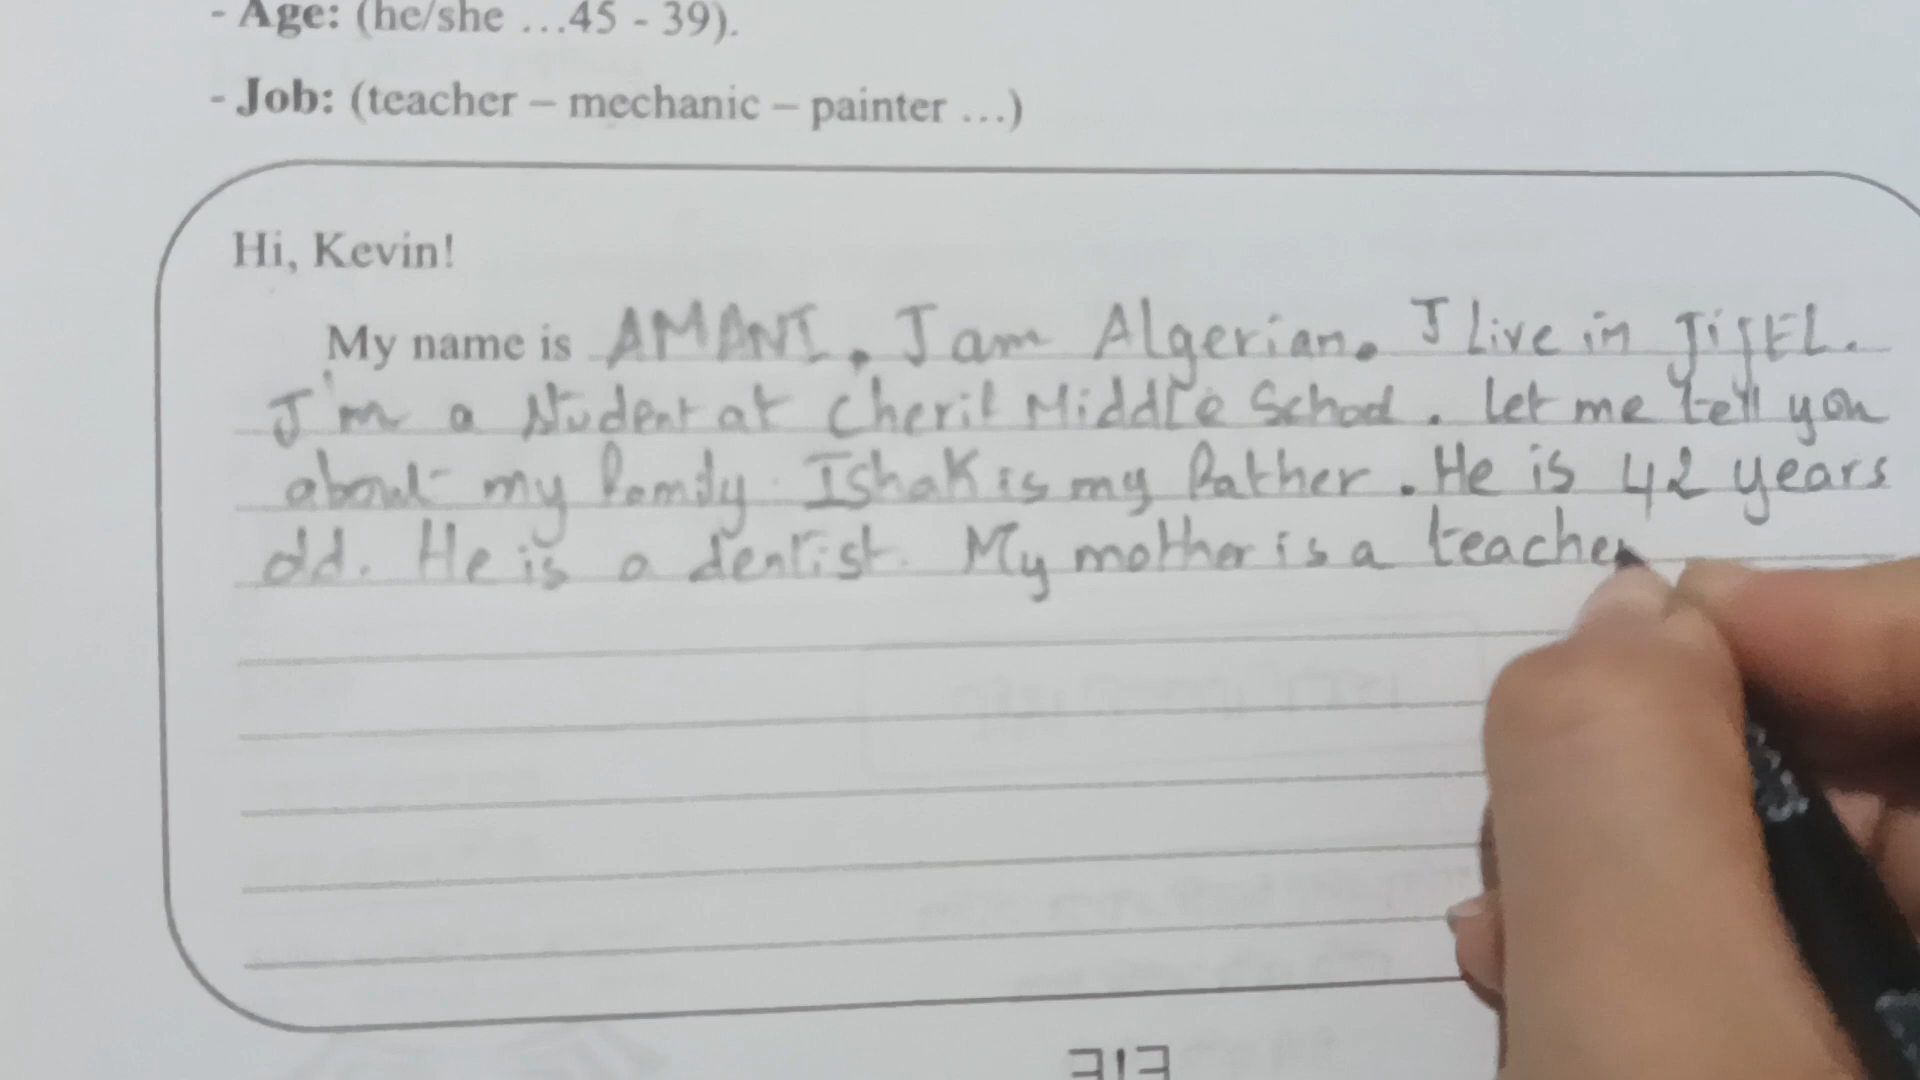 - Age: (he/she ...45 - 39).
- Job: (teacher – mechanic – painter ...)
Hi, Kevin!
My name is AMANI. I am Algerian. I Live in JiJEL.
I'm a student at Cherif Middle School. Let me tell you
about my family. Ishak is my father. He is 42 years
old. He is a dentist. My mother is a teacher